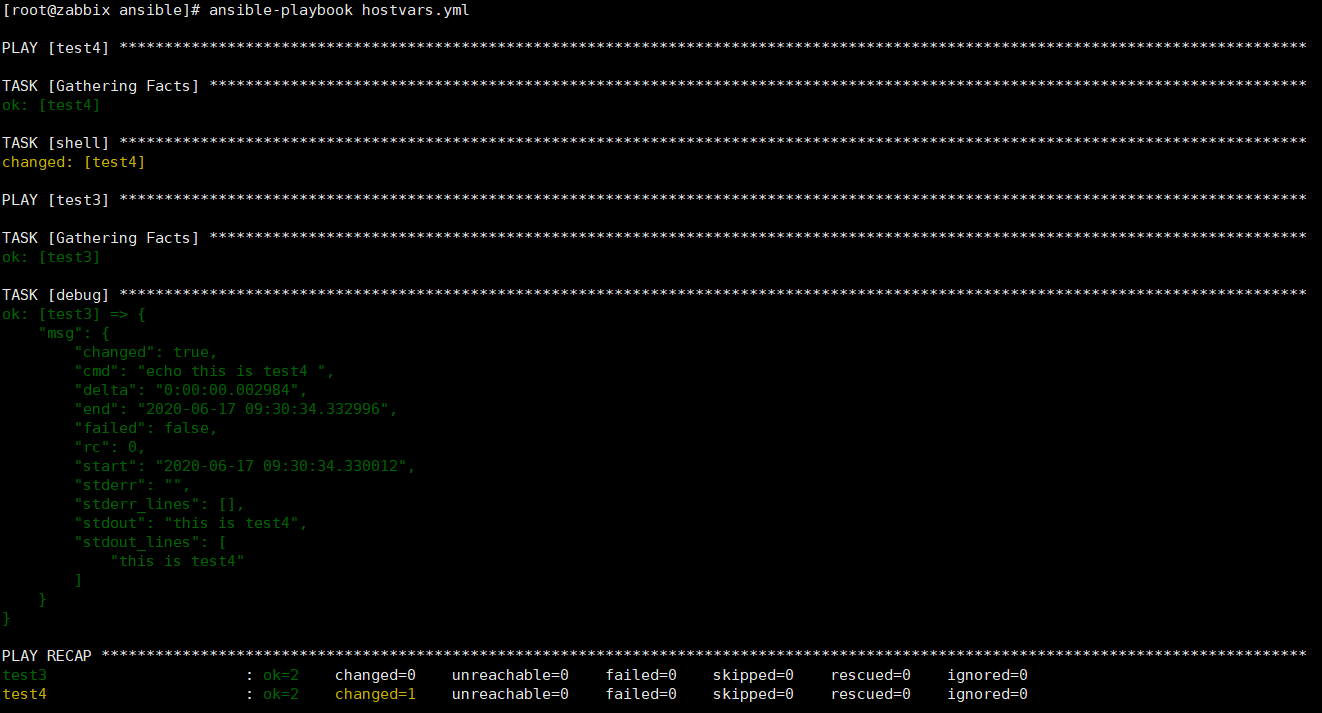 [root@zabbix ansible]# ansible-playbook hostvars.yml
PLAY [test4] ************************************************************************************************************************************
TASK [Gathering Facts] **************************************************************************************************************************
ok: [test4]
TASK [shell] ************************************************************************************************************************************
changed: [test4]
PLAY [test3] ************************************************************************************************************************************
TASK [Gathering Facts] **************************************************************************************************************************
ok: [test3]
TASK [debug] ************************************************************************************************************************************
ok: [test3] => {
    "msg": {
        "changed": true,
        "cmd": "echo this is test4 ",
        "delta": "0:00:00.002984",
        "end": "2020-06-17 09:30:34.332996",
        "failed": false,
        "rc": 0,
        "start": "2020-06-17 09:30:34.330012",
        "stderr": "",
        "stderr_lines": [],
        "stdout": "this is test4",
        "stdout_lines": [
            "this is test4"
        ]
    }
}
PLAY RECAP **************************************************************************************************************************************
test3                      : ok=2    changed=0    unreachable=0    failed=0    skipped=0    rescued=0    ignored=0
test4                      : ok=2    changed=1    unreachable=0    failed=0    skipped=0    rescued=0    ignored=0